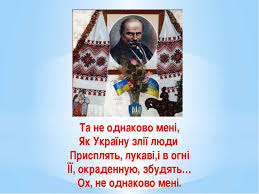 Та не однаково мені,
Як Україну злії люди
Присплять, лукаві,і в огні
ЇЇ, окраденную, збудять…
Ох, не однаково мені.